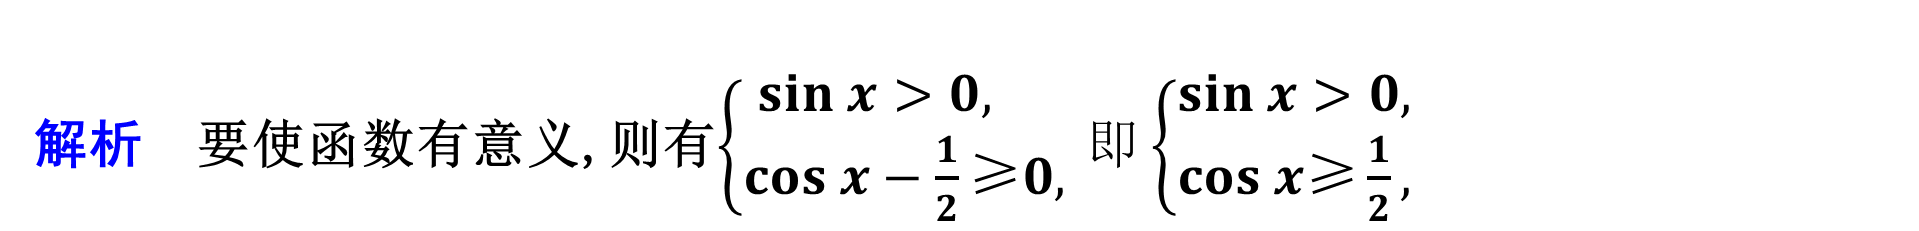 解析 要使函数有意义,则有{sin x > 0, cos x − 1/2 ⩾ 0, 即 {sin x > 0, cos x ⩾ 1/2,